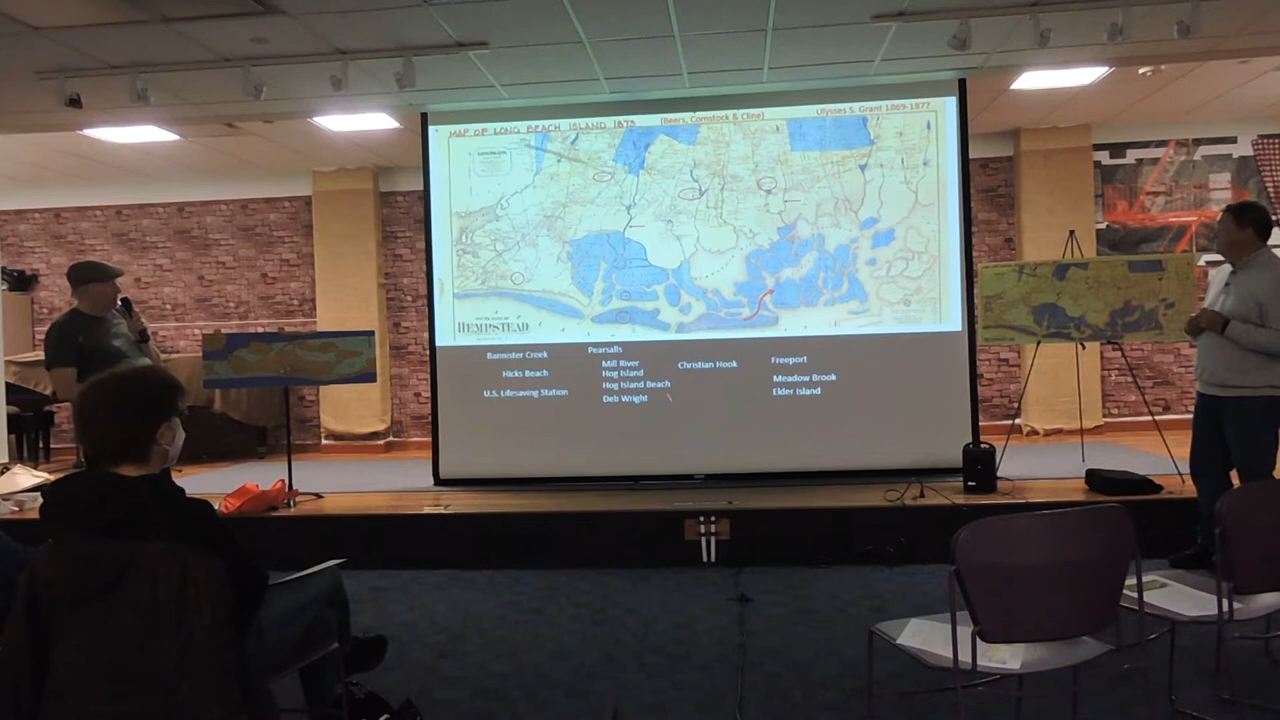 MAP OF LONG BEACH ISLAND 1873
(Beers, Comstock & Cline)
Ulysses S. Grant 1869-1877
HEMPSTEAD
Bannister Creek
Hicks Beach
U.S. Lifesaving Station
Pearsalls
Mill River
Hog Island
Hog Island Beach
Deb Wright
Christian Hook
Freeport
Meadow Brook
Elder Island